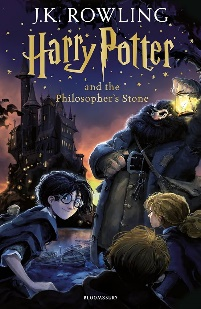 J.K. ROWLING
Harry Potter
and the
Philosopher's Stone
BLOOMSBURY